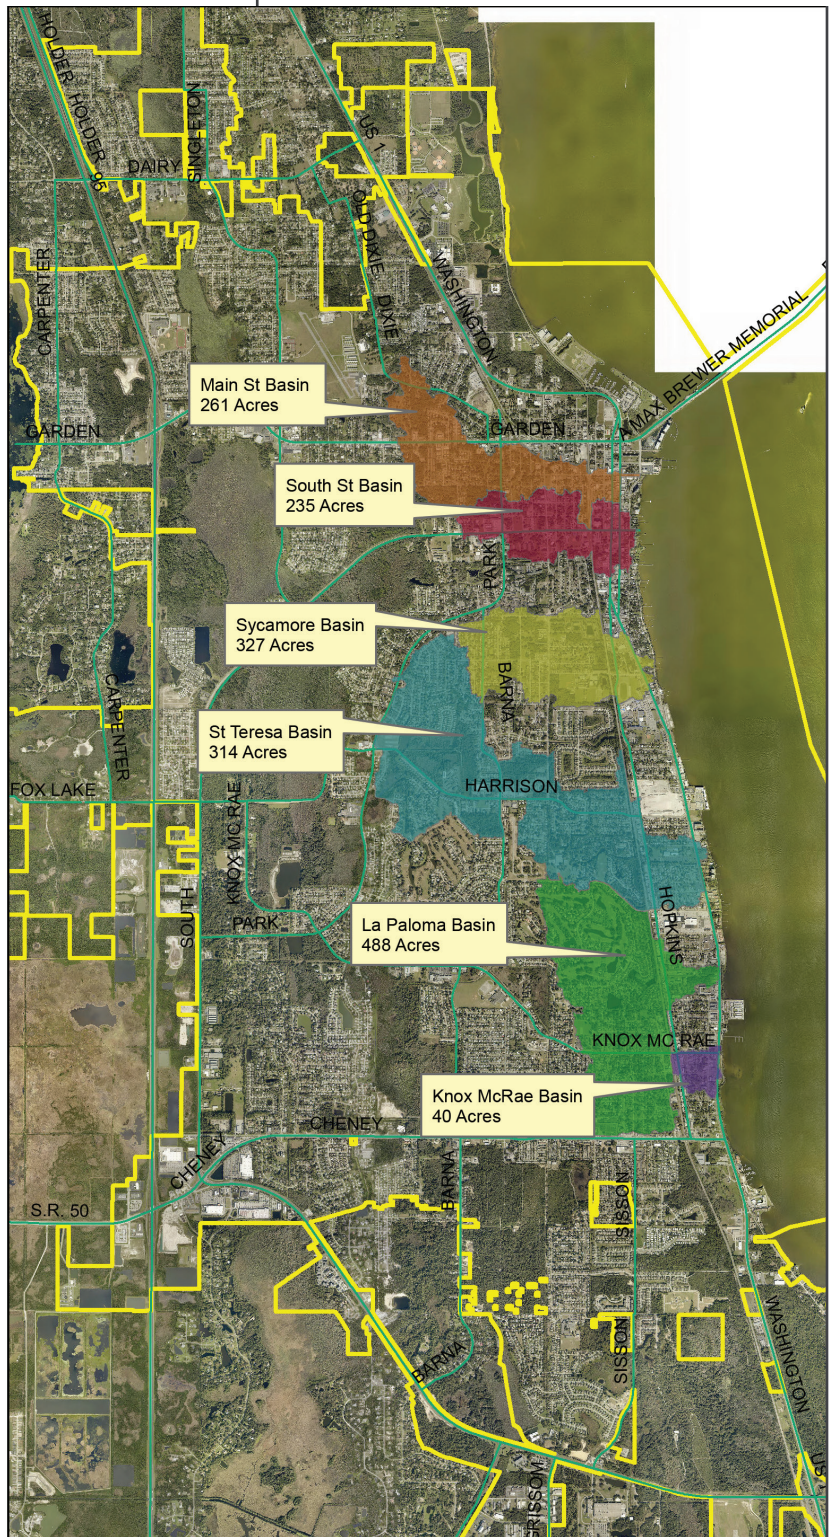 HOLDER
HOLDER
95
SINGLETON
DAIRY
US 1
OLD DIXIE
DIXIE
WASHINGTON
CARPENTER
A MAX BREWER MEMORIAL
Main St Basin
261 Acres
GARDEN
GARDEN
South St Basin
235 Acres
PARK
Sycamore Basin
327 Acres
BARNA
CARPENTER
St Teresa Basin
314 Acres
HARRISON
FOX LAKE
KNOX MC RAE
SOUTH
PARK
HOPKINS
La Paloma Basin
488 Acres
KNOX MC RAE
Knox McRae Basin
40 Acres
CHENEY
CHENEY
BARNA
SISSON
S.R. 50
WASHINGTON
SISSON
BARNA
US 1
GRISSOM